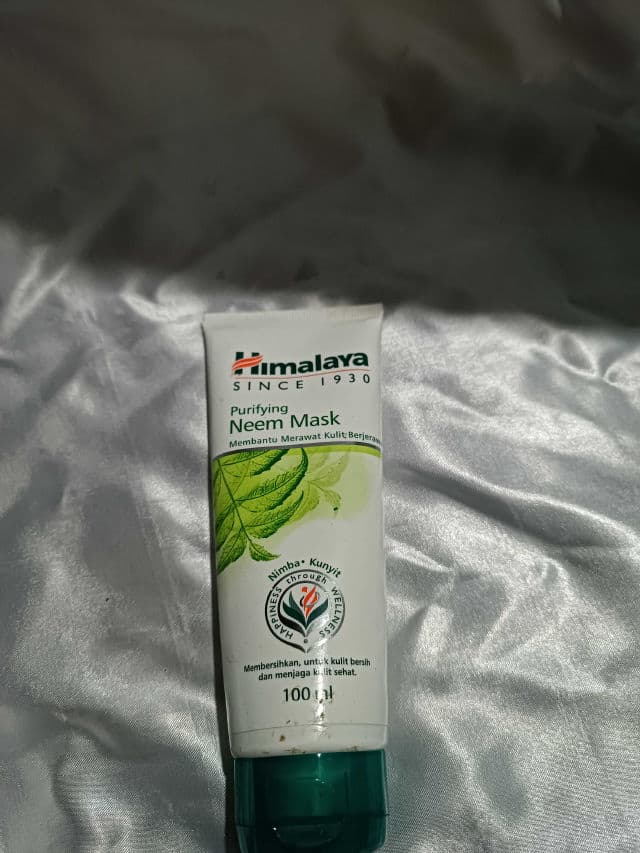 Himalaya
SINCE 1930
Purifying
Neem Mask
Membantu Merawat Kulit Berjeraw
Nimba • Kunyit
HAPPINESS through WELLNESS
Membersihkan, untuk kulit bersih
dan menjaga kulit sehat.
100 ml